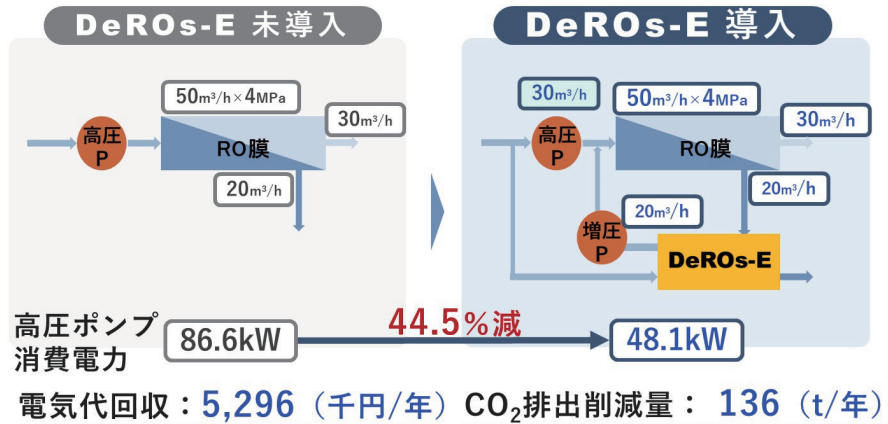 DeROs-E 未導入
50m³/h×4MPa
高圧
P
RO膜
30m³/h
20m³/h
DeROs-E 導入
30m³/h
50m³/h×4MPa
高圧
P
RO膜
30m³/h
20m³/h
20m³/h
増圧
P
DeROs-E
高圧ポンプ
消費電力
86.6kW
44.5%減
48.1kW
電気代回収：5,296（千円/年）CO₂排出削減量： 136（t/年）